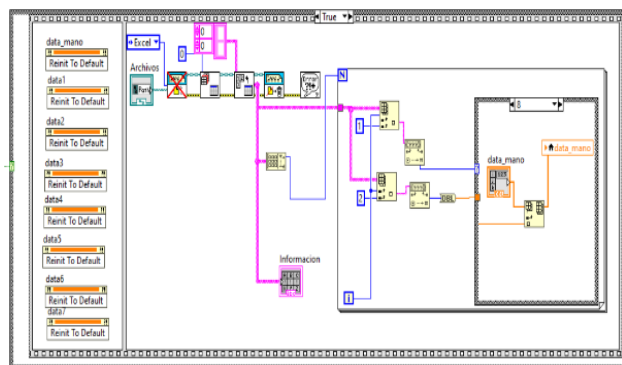 True
data_mano
Reinit To Default
data1
Reinit To Default
data2
Reinit To Default
data3
Reinit To Default
data4
Reinit To Default
data5
Reinit To Default
data6
Reinit To Default
data7
Reinit To Default
Excel
0
0
0
Archivos
N
1
2
i
DBL
Informacion
8
data_mano
data_mano